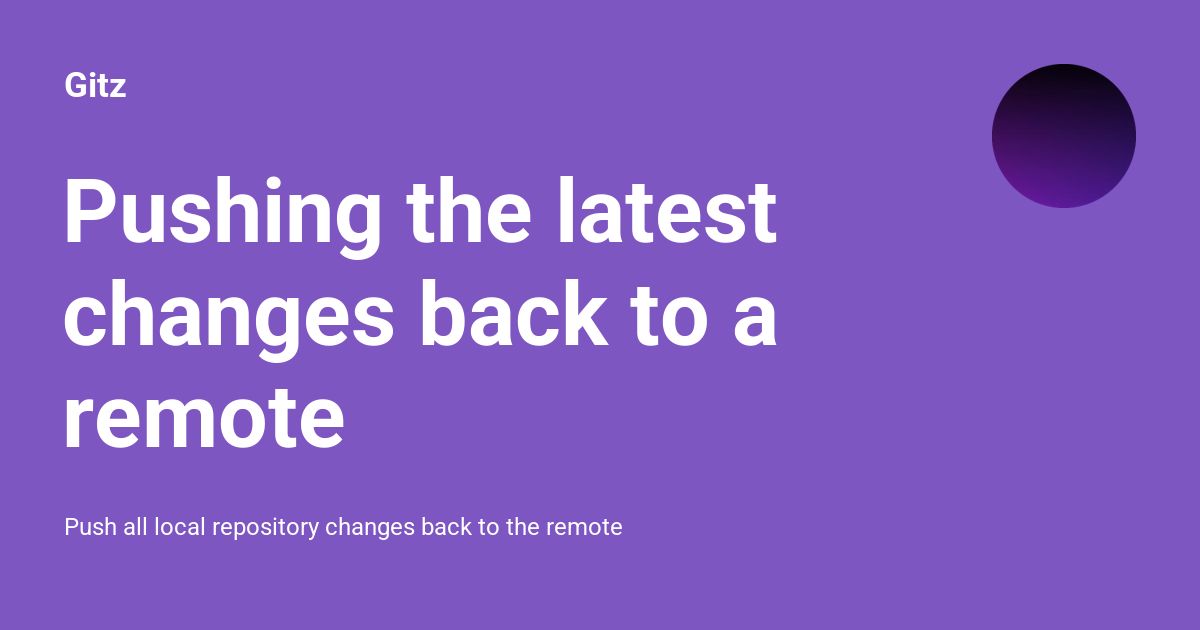 Gitz
Pushing the latest
changes back to a
remote
Push all local repository changes back to the remote